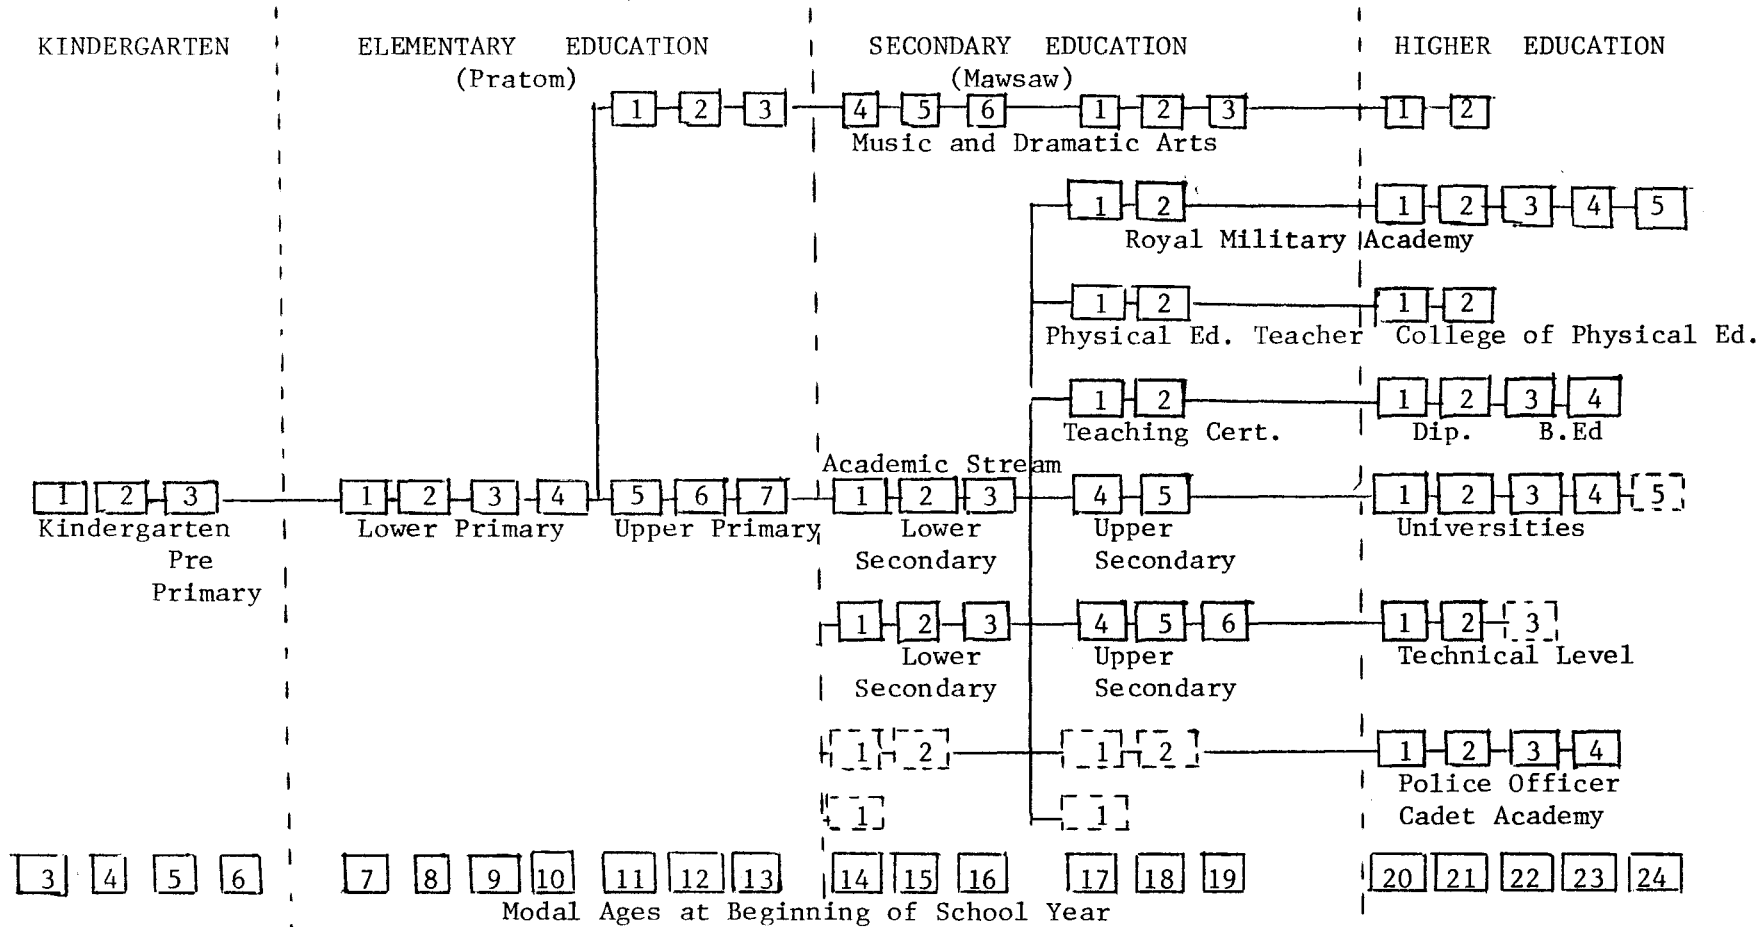 KINDERGARTEN ELEMENTARY EDUCATION SECONDARY EDUCATION HIGHER EDUCATION
(Pratom) (Mawsaw)
1 2 3 4 5 6 1 2 3 1 2
Music and Dramatic Arts
1 2 1 2 3 4 5
Royal Military Academy
1 2 1 2
Physical Ed. Teacher College of Physical Ed.
1 2 1 2 3 4
Teaching Cert. Dip. B.Ed
Academic Stream
1 2 3 1 2 3 4 5 6 7 1 2 3 4 5 1 2 3 4 5
Kindergarten Lower Primary Upper Primary Lower Upper Universities
Pre Secondary Secondary
Primary
1 2 3 4 5 6 1 2 3
Lower Upper Technical Level
Secondary Secondary
1 2 1 2 1 2 3 4
Police Officer
1 1 Cadet Academy
3 4 5 6 7 8 9 10 11 12 13 14 15 16 17 18 19 20 21 22 23 24
Modal Ages at Beginning of School Year